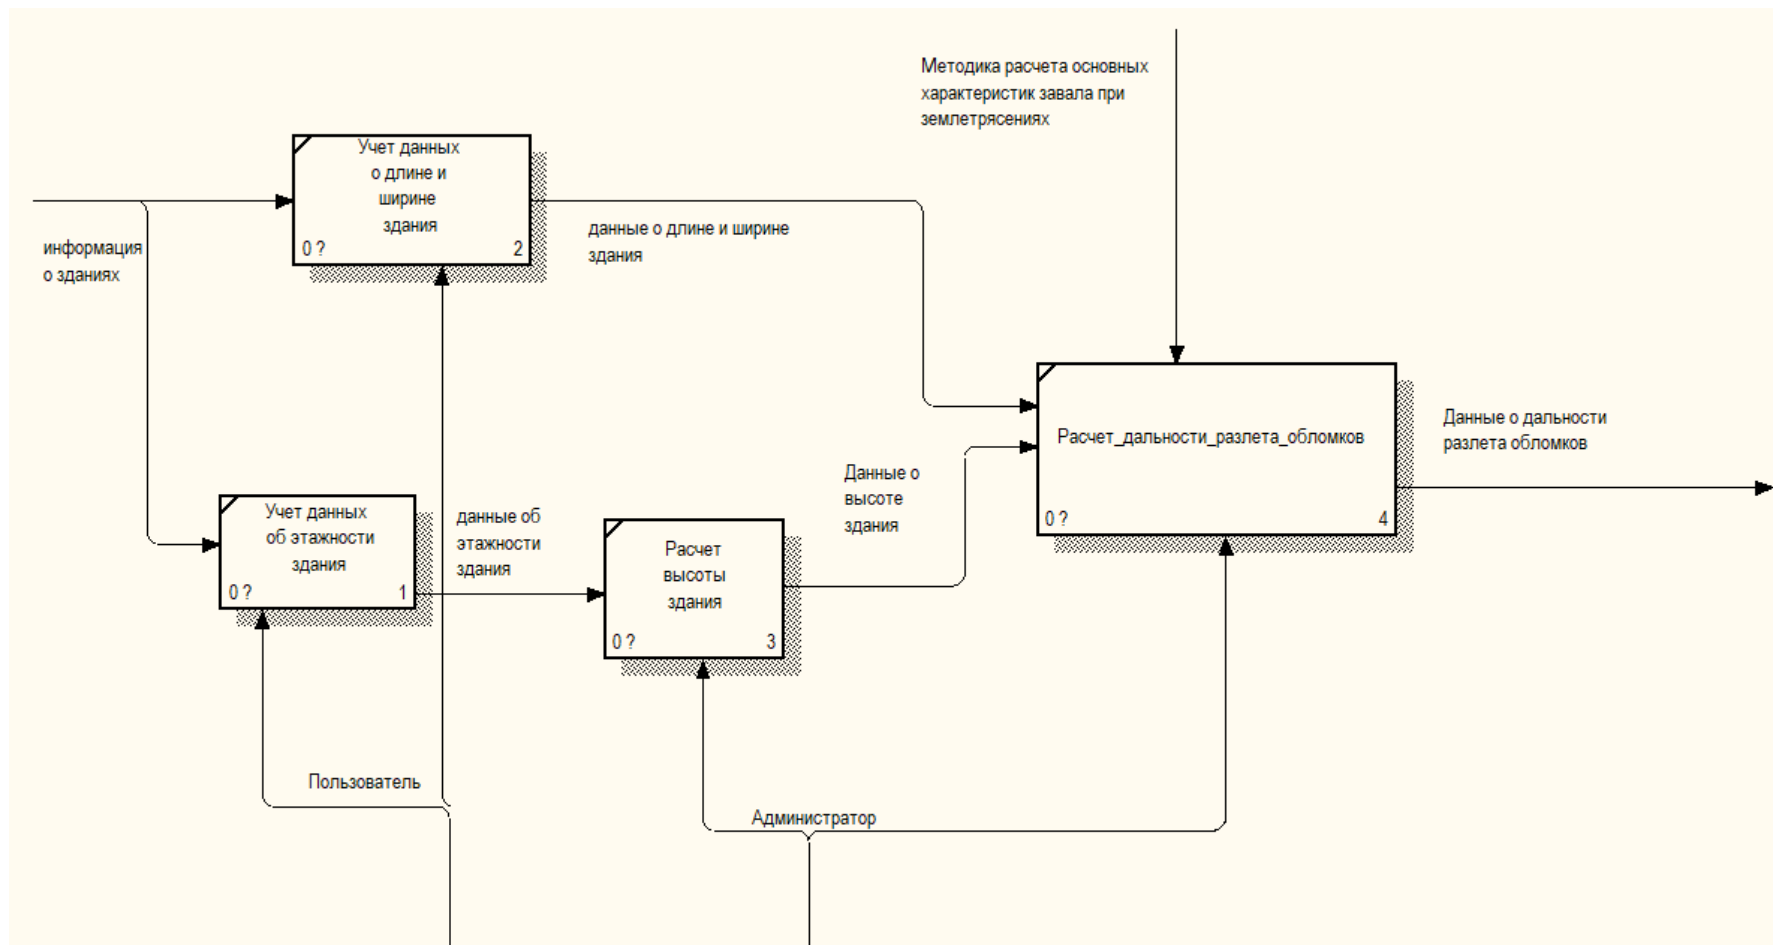 Методика расчета основных
характеристик завала при
землетрясениях
Учет данных
о длине и
ширине
здания
0 ?
2
информация
о зданиях
данные о длине и ширине
здания
Расчет_дальности_разлета_обломков
0 ?
4
Данные о дальности
разлета обломков
Данные о
высоте
здания
Учет данных
об этажности
здания
0 ?
1
данные об
этажности
здания
Расчет
высоты
здания
0 ?
3
Пользователь
Администратор